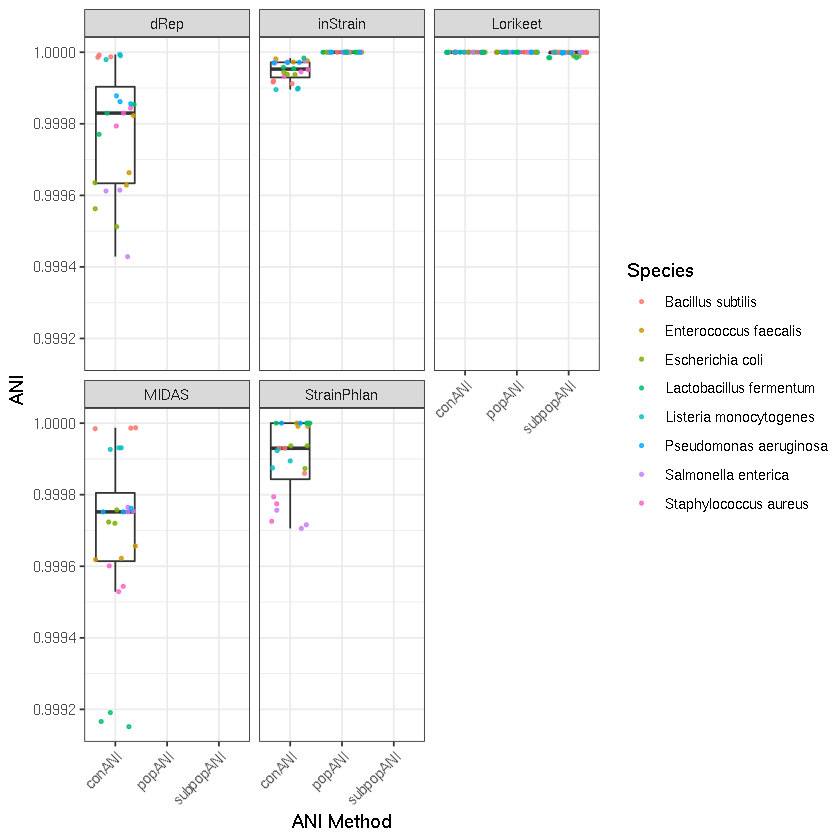 dRep
inStrain
Lorikeet
1.0000
0.9998
0.9996
0.9994
0.9992
conANI
popANI
subpopANI
MIDAS
StrainPhlan
1.0000
0.9998
0.9996
0.9994
0.9992
conANI
popANI
subpopANI
conANI
popANI
subpopANI
ANI
ANI Method
Species
Bacillus subtilis
Enterococcus faecalis
Escherichia coli
Lactobacillus fermentum
Listeria monocytogenes
Pseudomonas aeruginosa
Salmonella enterica
Staphylococcus aureus